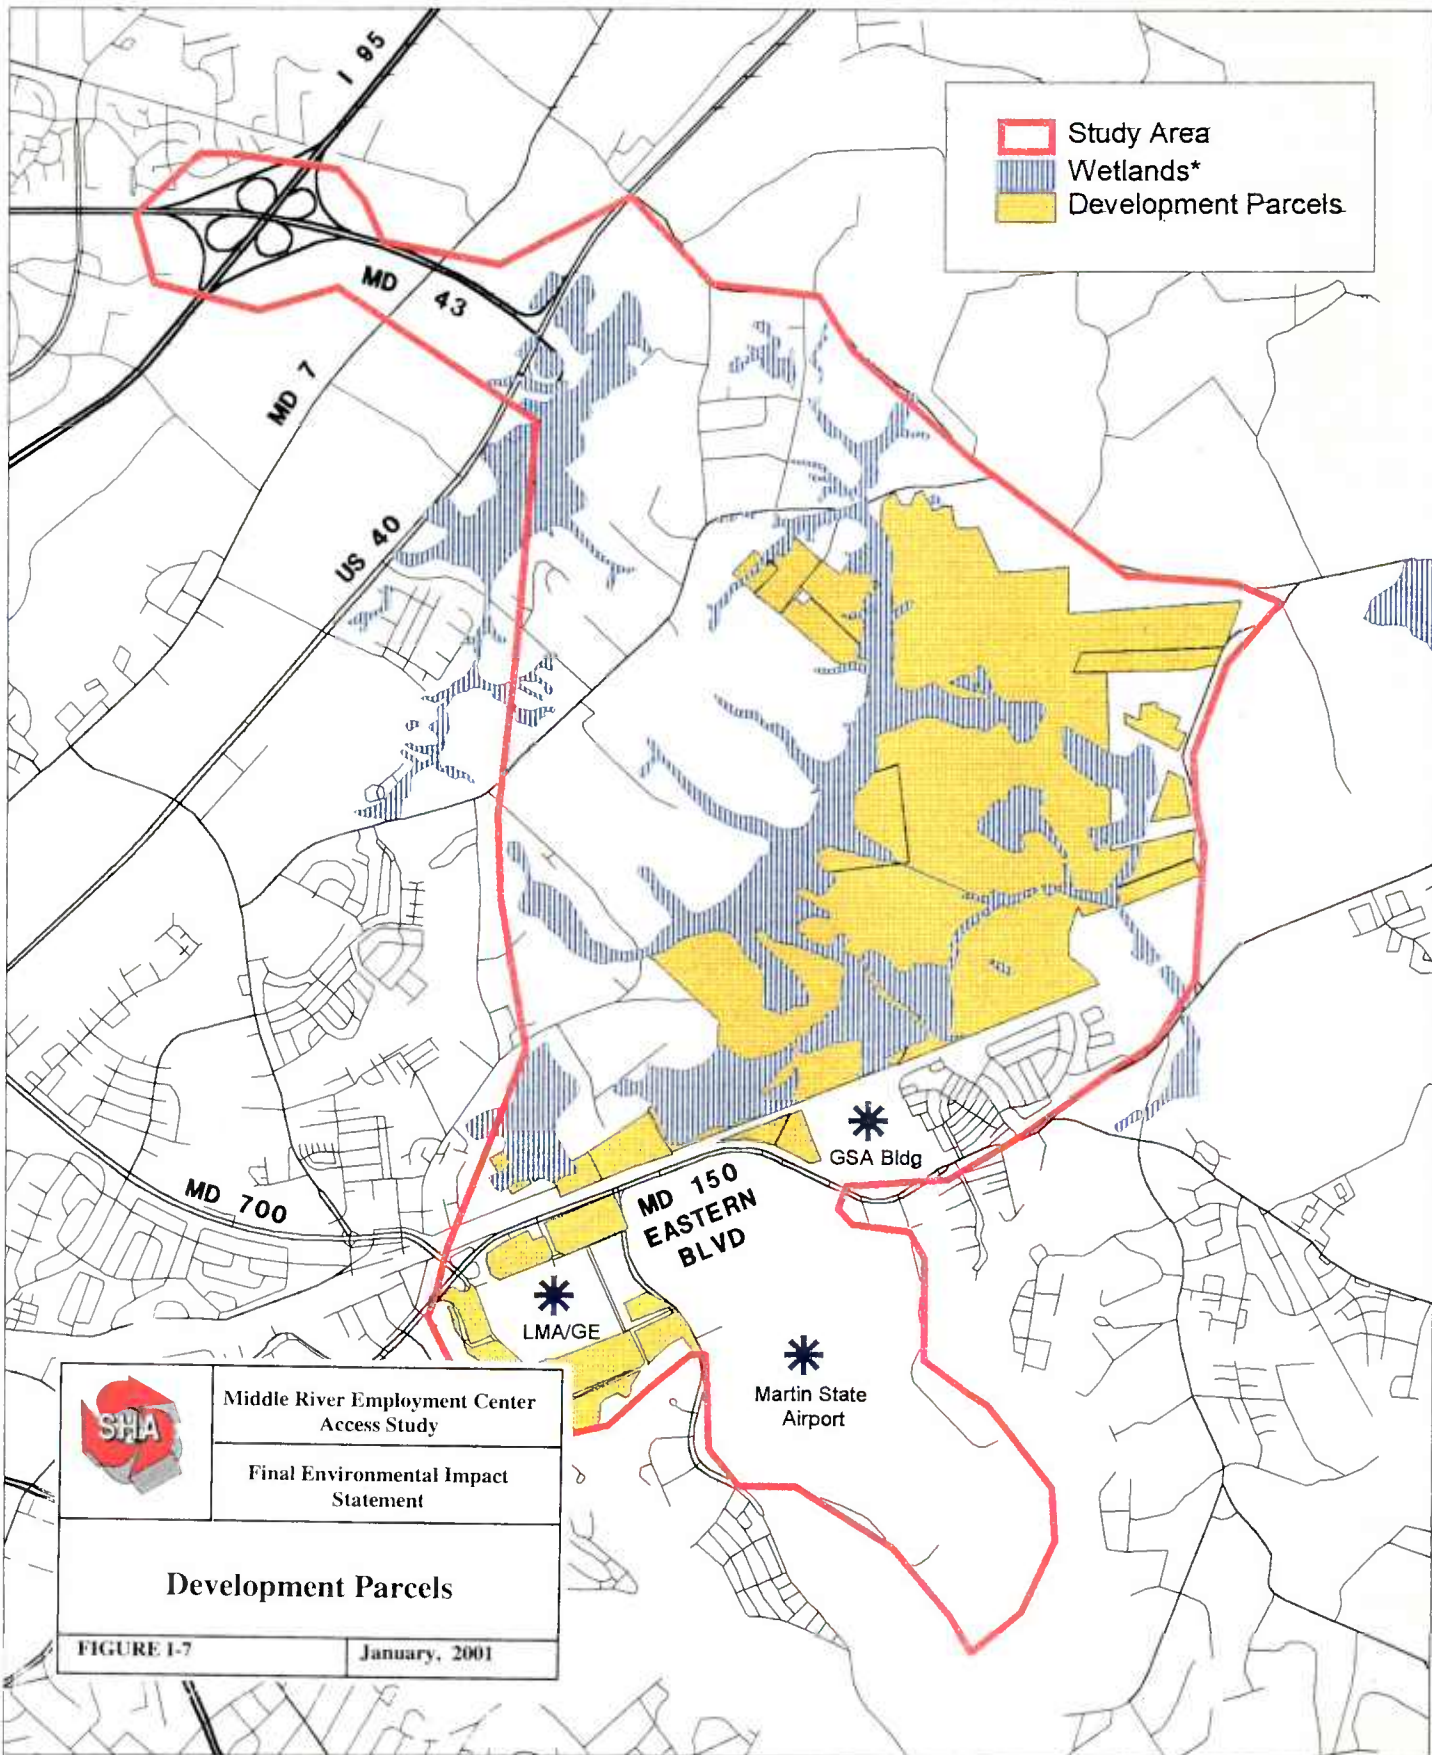 I 95
Study Area
Wetlands*
Development Parcels
MD 43
MD 7
US 40
MD 700
MD 150
EASTERN
BLVD
GSA Bldg
LMA/GE
Martin State
Airport
SHA
Middle River Employment Center
Access Study
Final Environmental Impact
Statement
Development Parcels
FIGURE I-7
January, 2001